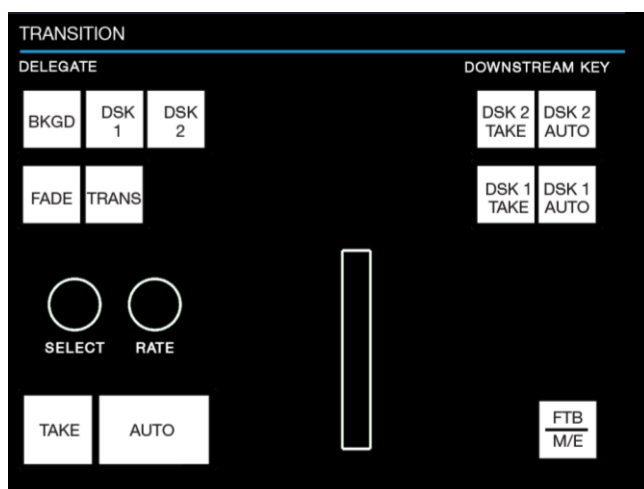 TRANSITION
DELEGATE
DOWNSTREAM KEY
BKGD
DSK
1
DSK
2
DSK 2
TAKE
DSK 2
AUTO
FADE
TRANS
DSK 1
TAKE
DSK 1
AUTO
SELECT
RATE
TAKE
AUTO
FTB
M/E